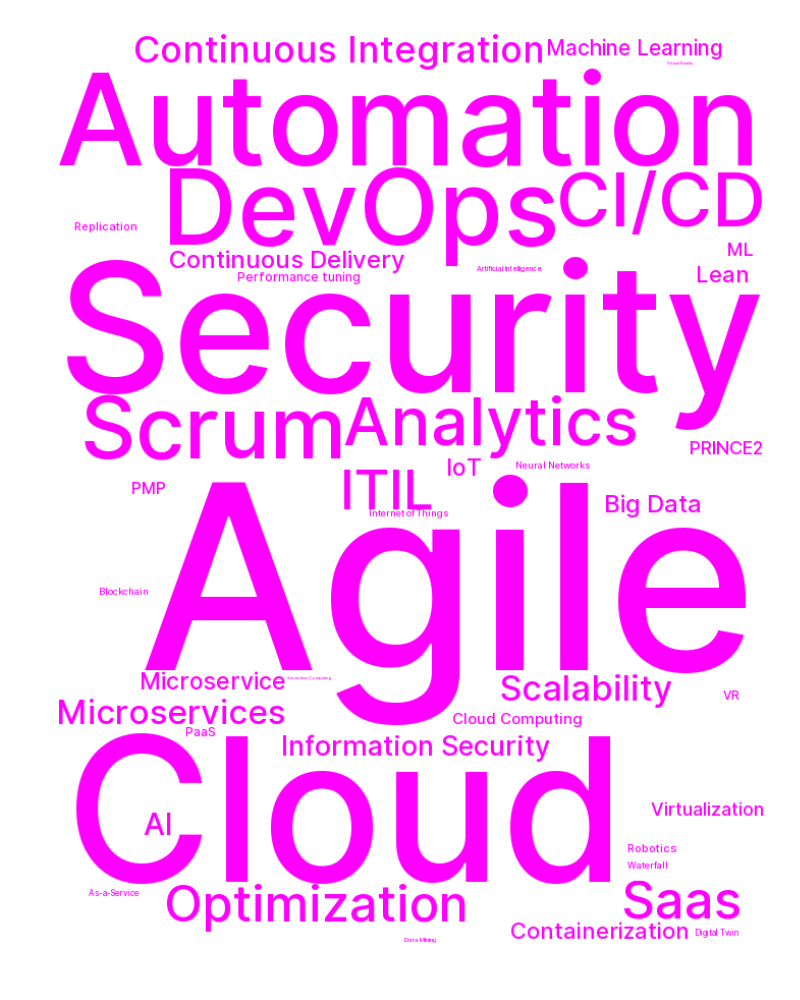 Continuous Integration
Machine Learning
Virtual Reality
Automation
DevOps
CI/CD
Replication
Continuous Delivery
ML
Performance tuning
Artificial Intelligence
Lean
Security
Scrum
Analytics
PRINCE2
IoT
Neural Networks
ITIL
PMP
Big Data
Internet of Things
Agile
Blockchain
Microservice
Scalability
VR
Microservices
Cloud Computing
PaaS
Information Security
Cloud
AI
Virtualization
Robotics
Waterfall
As-a-Service
Optimization
Saas
Containerization
Digital Twin
Data Mining